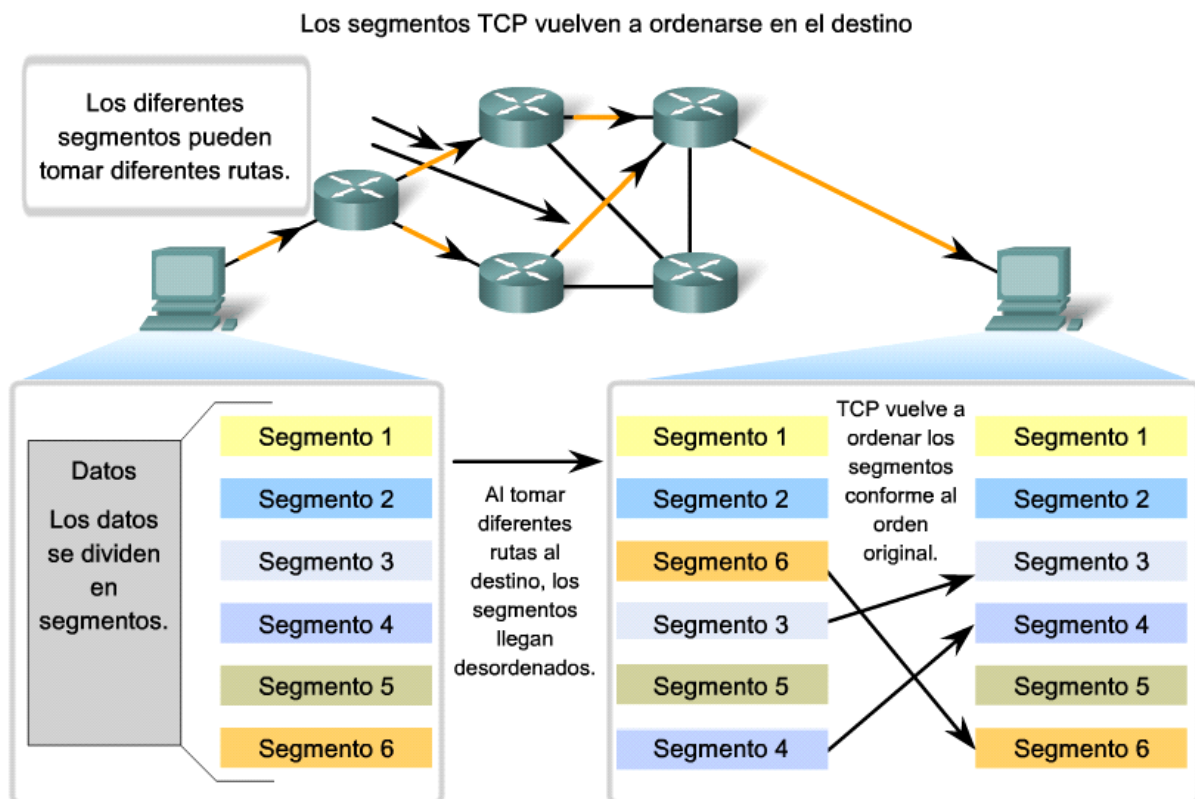 Los segmentos TCP vuelven a ordenarse en el destino
Los diferentes
segmentos pueden
tomar diferentes rutas.
Datos
Los datos
se dividen
en
segmentos.
Segmento 1
Segmento 2
Segmento 3
Segmento 4
Segmento 5
Segmento 6
Al tomar
diferentes
rutas al
destino, los
segmentos
llegan
desordenados.
Segmento 1
Segmento 2
Segmento 6
Segmento 3
Segmento 5
Segmento 4
TCP vuelve a
ordenar los
segmentos
conforme al
orden
original.
Segmento 1
Segmento 2
Segmento 3
Segmento 4
Segmento 5
Segmento 6